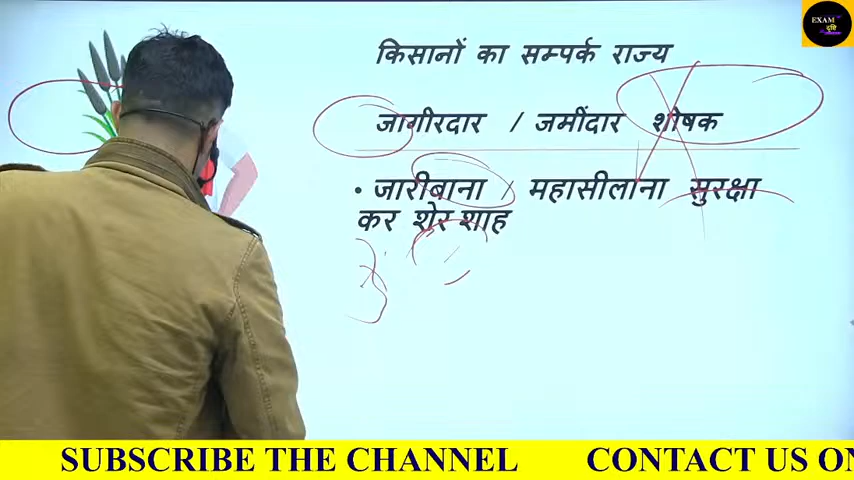 EXAM
दृष्टि
किसानों का सम्पर्क राज्य
जागीरदार / जमींदार शोषक
• जारीबाना / महासीलाना सुरक्षा
कर शेर शाह
SUBSCRIBE THE CHANNEL CONTACT US ON